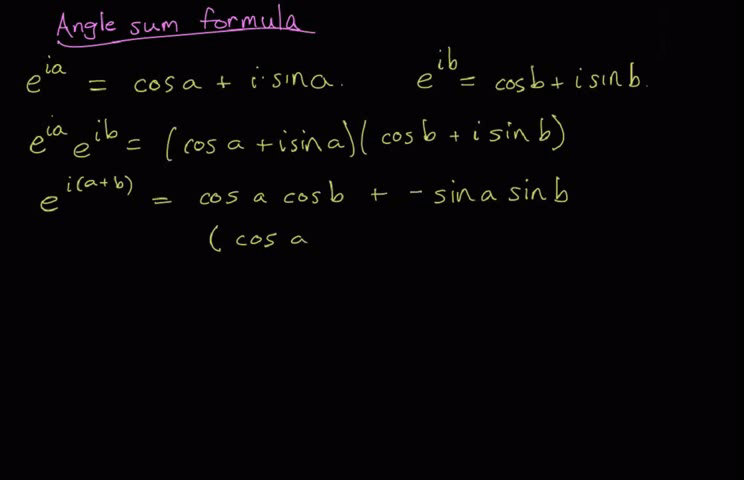 Angle sum formula
e^{ia} = cos a + i·sin a. e^{ib} = cos b + i sin b.
e^{ia} e^{ib} = (cos a + i sin a)(cos b + i sin b)
e^{i(a+b)} = cos a cos b + - sin a sin b
(cos a